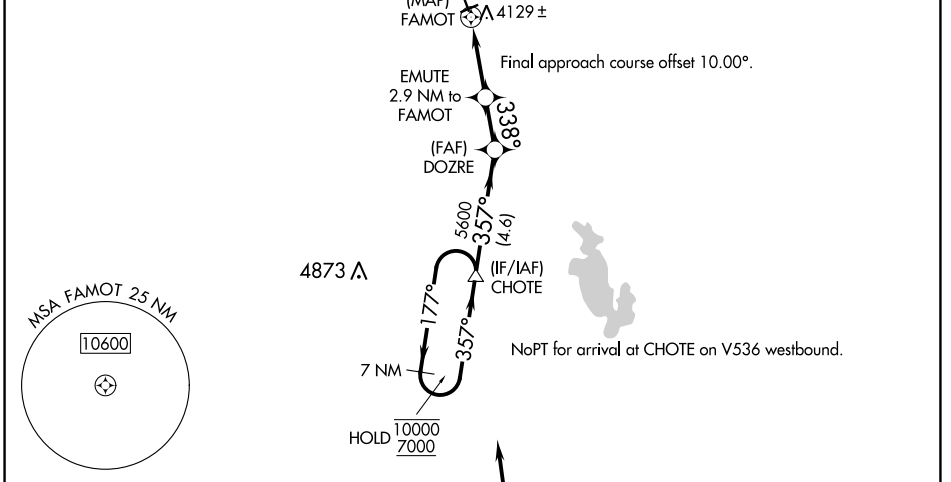 (MAP)
FAMOT
4129 ±
Final approach course offset 10.00°.
EMUTE
2.9 NM to
FAMOT
338°
(FAF)
DOZRE
5600
357°
(4.6)
4873
(IF/IAF)
CHOTE
177°
357°
MSA FAMOT 25 NM
10600
NoPT for arrival at CHOTE on V536 westbound.
7 NM
HOLD 10000
7000